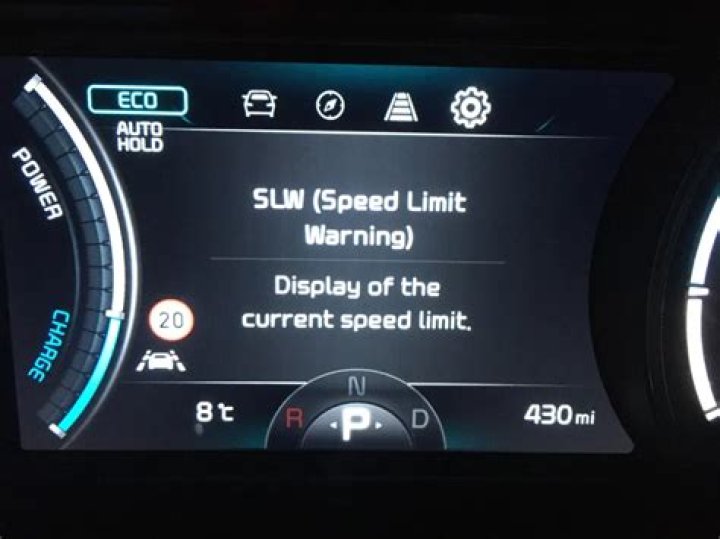 ECO
AUTO
HOLD
POWER
SLW (Speed Limit
Warning)
Display of the
current speed limit.
20
CHARGE
N
R
P
D
8℃
430mi